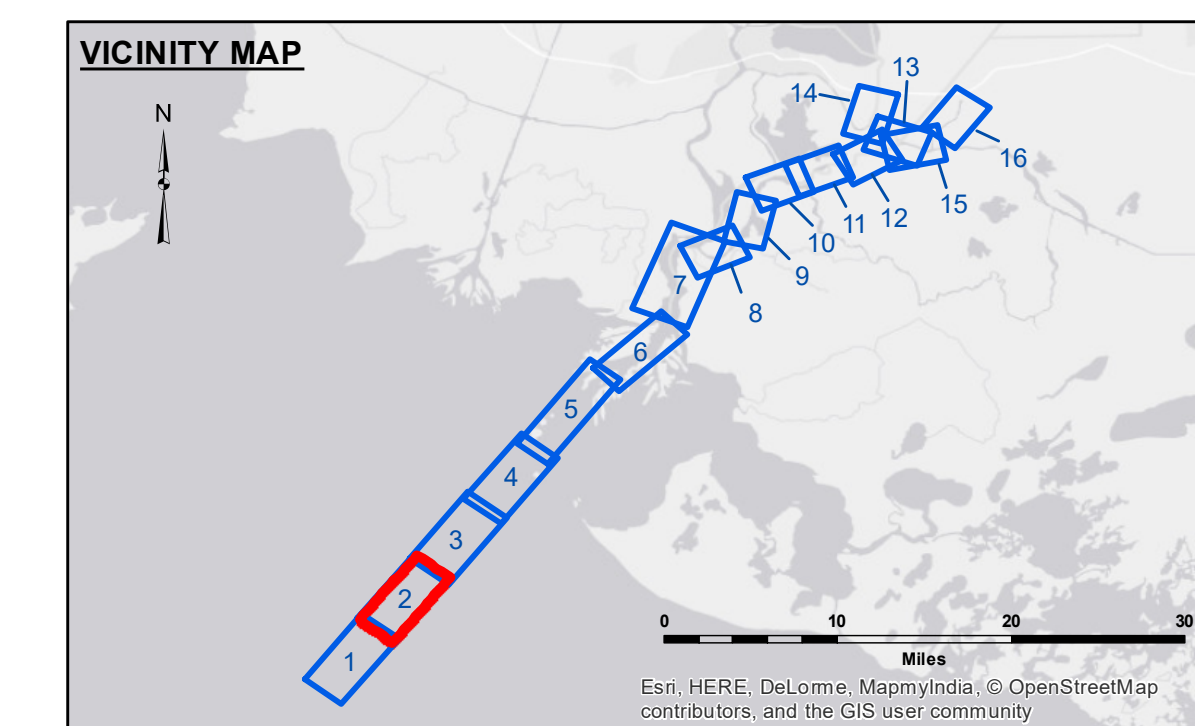 VICINITY MAP
N
13
14
16
15
12
11
10
9
8
7
6
5
4
3
2
1
0 10 20 30
Miles
Esri, HERE, DeLorme, MapmyIndia, © OpenStreetMap
contributors, and the GIS user community